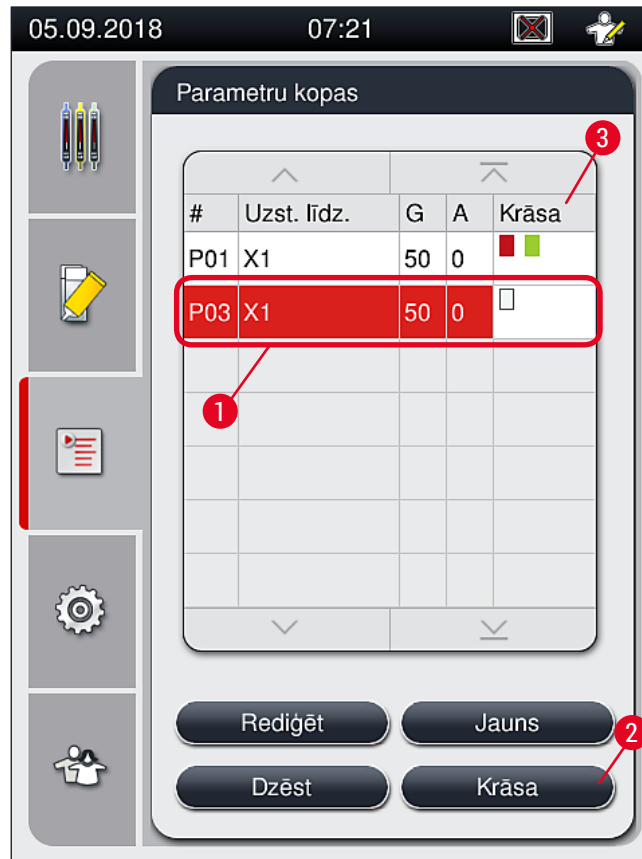 05.09.2018 07:21
Parametru kopas
3
# Uzst. līdz. G A Krāsa
P01 X1 50 0
P03 X1 50 0
1
Rediģēt Jauns
2
Dzēst Krāsa